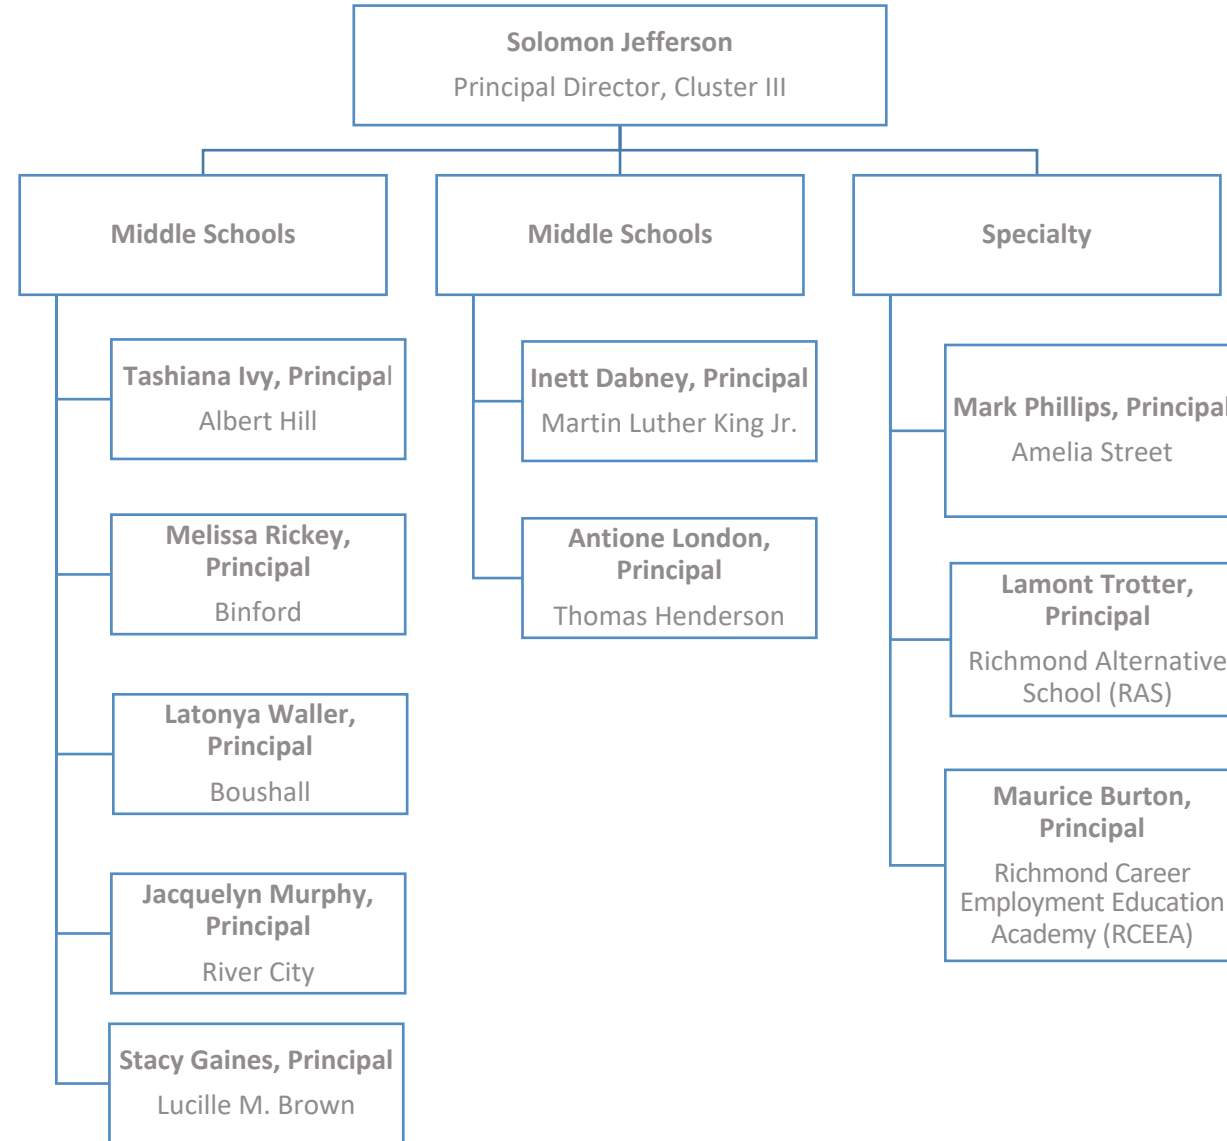 Solomon Jefferson
Principal Director, Cluster III
Middle Schools
Tashiana Ivy, Principal
Albert Hill
Melissa Rickey,
Principal
Binford
Latonya Waller,
Principal
Boushall
Jacquelyn Murphy,
Principal
River City
Stacy Gaines, Principal
Lucille M. Brown
Middle Schools
Inett Dabney, Principal
Martin Luther King Jr.
Antione London,
Principal
Thomas Henderson
Specialty
Mark Phillips, Principal
Amelia Street
Lamont Trotter,
Principal
Richmond Alternative
School (RAS)
Maurice Burton,
Principal
Richmond Career
Employment Education
Academy (RCEEA)